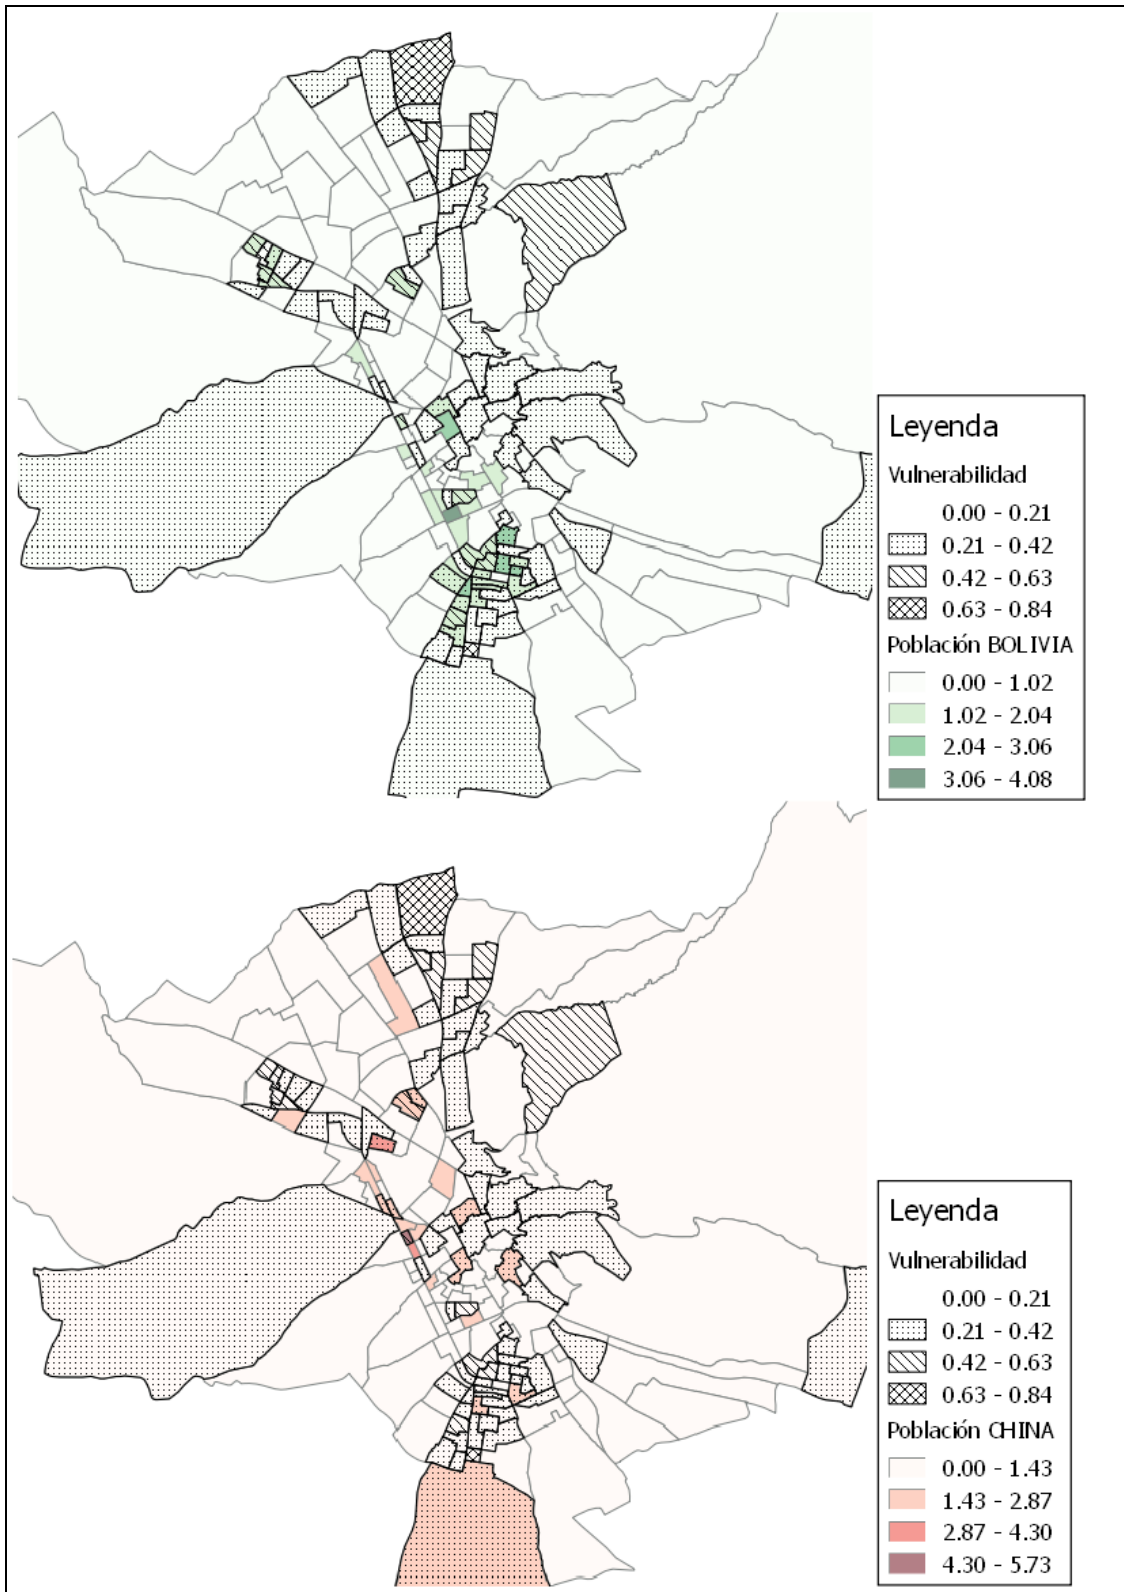 Leyenda
Vulnerabilidad
0.00 - 0.21
0.21 - 0.42
0.42 - 0.63
0.63 - 0.84
Población BOLIVIA
0.00 - 1.02
1.02 - 2.04
2.04 - 3.06
3.06 - 4.08
Leyenda
Vulnerabilidad
0.00 - 0.21
0.21 - 0.42
0.42 - 0.63
0.63 - 0.84
Población CHINA
0.00 - 1.43
1.43 - 2.87
2.87 - 4.30
4.30 - 5.73